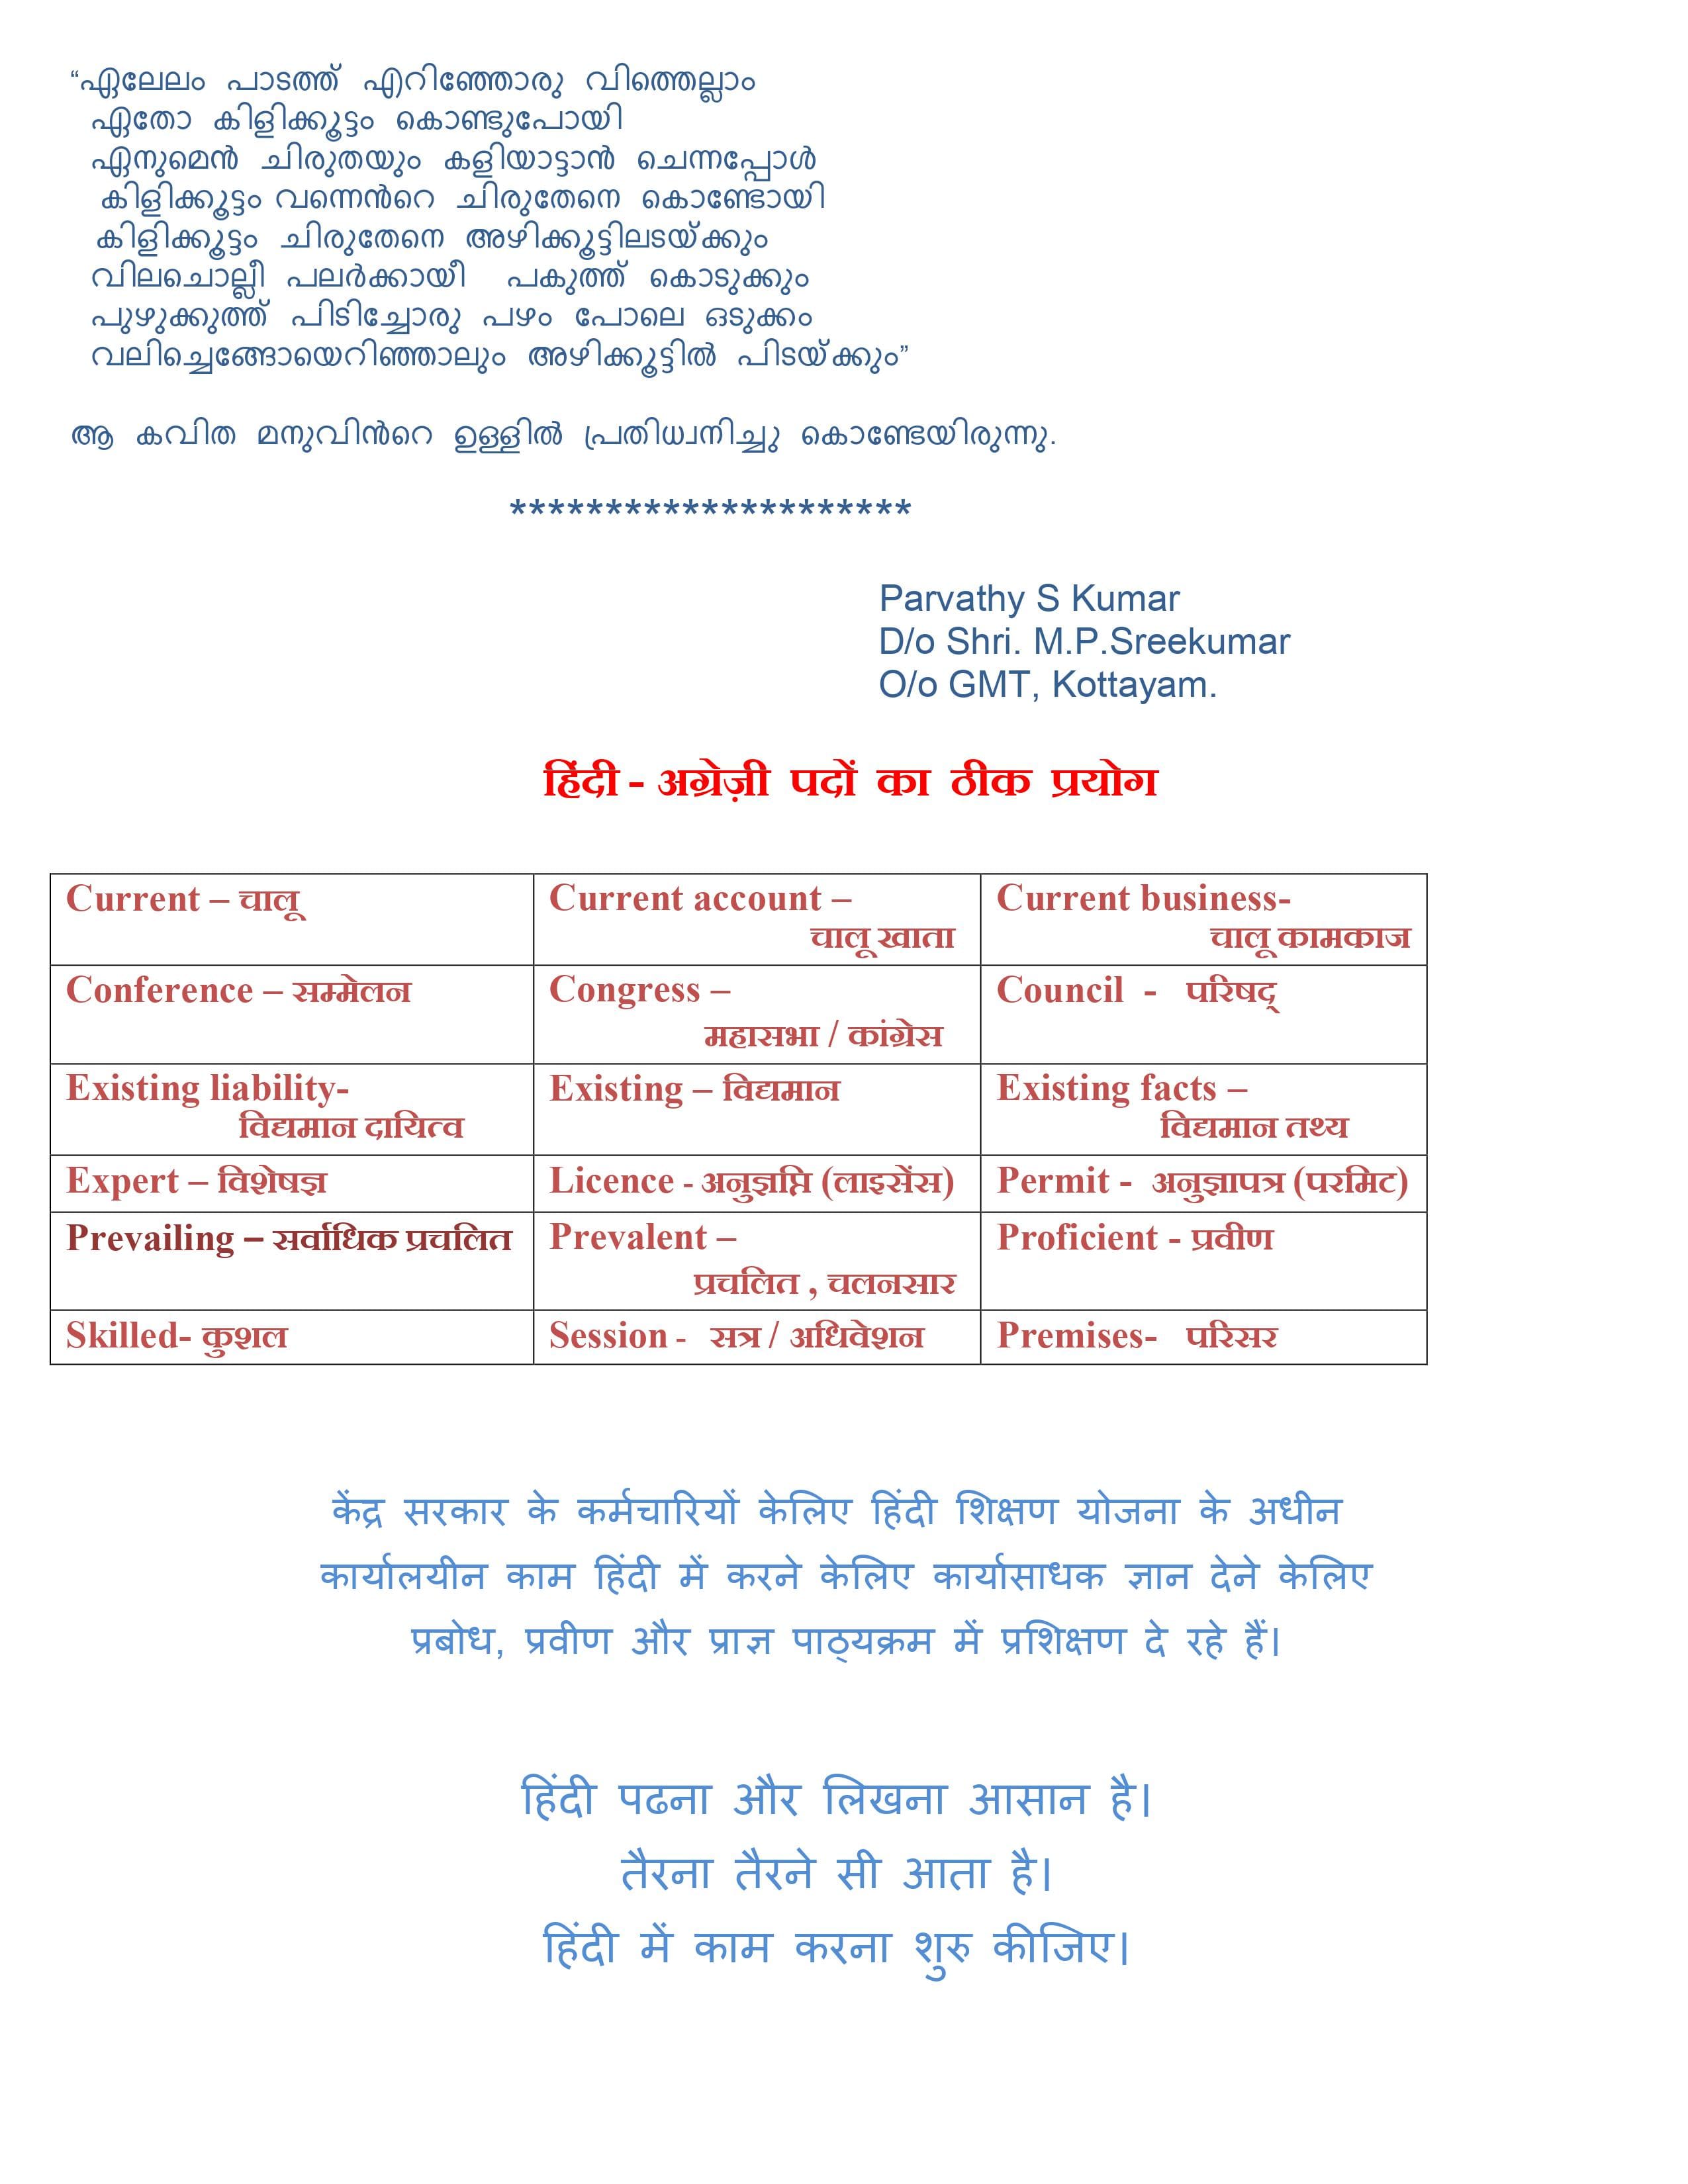 “ഏലേലം പാടത്ത് എറിഞ്ഞോരു വിത്തെല്ലാം
ഏതോ കിളിക്കൂട്ടം കൊണ്ടുപോയി
ഏനുമെൻ ചിരുതയും കളിയാട്ടാൻ ചെന്നപ്പോൾ
കിളിക്കൂട്ടം വന്നെൻറെ ചിരുതേനെ കൊണ്ടോയി
കിളിക്കൂട്ടം ചിരുതേനെ അഴിക്കൂട്ടിലടയ്ക്കും
വിലചൊല്ലീ പലർക്കായീ പകുത്ത് കൊടുക്കും
പുഴുക്കുത്ത് പിടിച്ചോരു പഴം പോലെ ഒടുക്കം
വലിച്ചെങ്ങോയെറിഞ്ഞാലും അഴിക്കൂട്ടിൽ പിടയ്ക്കും”
ആ കവിത മനുവിൻറെ ഉള്ളിൽ പ്രതിധ്വനിച്ചു കൊണ്ടേയിരുന്നു.
*********************
Parvathy S Kumar
D/o Shri. M.P.Sreekumar
O/o GMT, Kottayam.
हिंदी - अग्रेज़ी पदों का ठीक प्रयोग
Current – चालू
Current account –
चालू खाता
Current business-
चालू कामकाज
Conference – सम्मेलन
Congress –
महासभा / कांग्रेस
Council - परिषद्
Existing liability-
विद्यमान दायित्व
Existing – विद्यमान
Existing facts –
विद्यमान तथ्य
Expert – विशेषज्ञ
Licence - अनुज्ञप्ति (लाइसेंस)
Permit - अनुज्ञापत्र (परमिट)
Prevailing – सर्वाधिक प्रचलित
Prevalent –
प्रचलित , चलनसार
Proficient - प्रवीण
Skilled- कुशल
Session - सत्र / अधिवेशन
Premises- परिसर
केंद्र सरकार के कर्मचारियों केलिए हिंदी शिक्षण योजना के अधीन
कार्यालयीन काम हिंदी में करने केलिए कार्यासाधक ज्ञान देने केलिए
प्रबोध, प्रवीण और प्राज्ञ पाठ्यक्रम में प्रशिक्षण दे रहे हैं।
हिंदी पढना और लिखना आसान है।
तैरना तैरने सी आता है।
हिंदी में काम करना शुरु कीजिए।